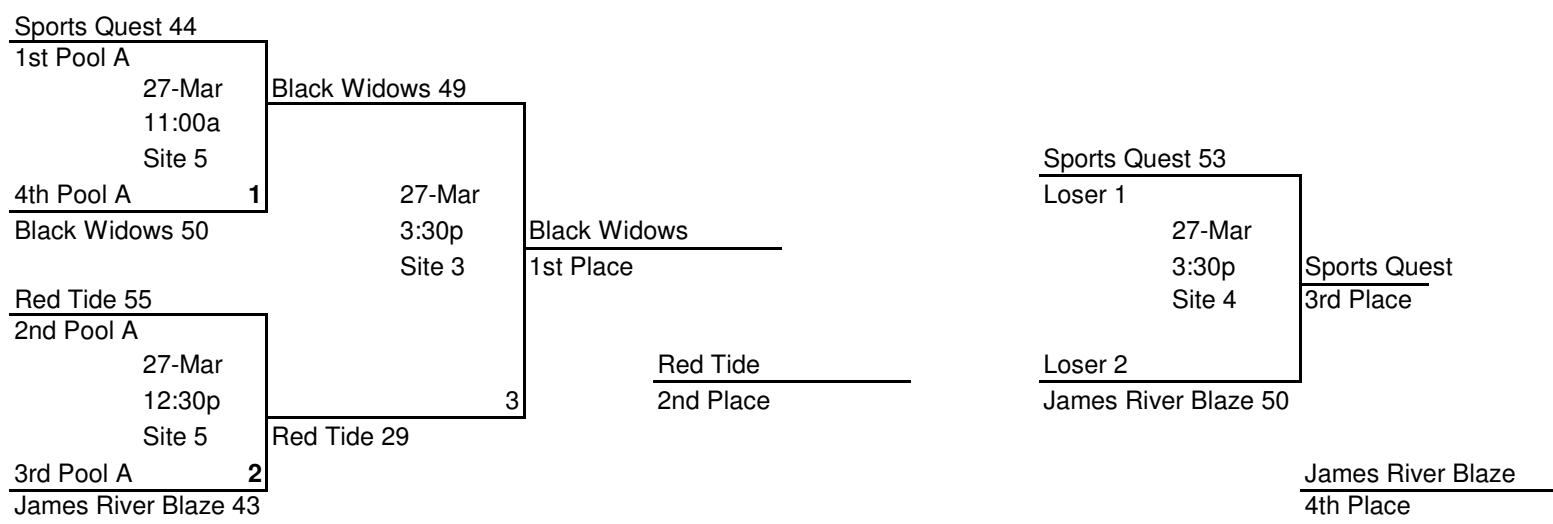 Sports Quest 44
1st Pool A
27-Mar
11:00a
Site 5
4th Pool A 1
Black Widows 50
Red Tide 55
2nd Pool A
27-Mar
12:30p
Site 5
3rd Pool A 2
James River Blaze 43
Black Widows 49
27-Mar
3:30p
Site 3
3
Red Tide 29
Black Widows
1st Place
Red Tide
2nd Place
Sports Quest 53
Loser 1
27-Mar
3:30p
Site 4
Loser 2
James River Blaze 50
Sports Quest
3rd Place
James River Blaze
4th Place